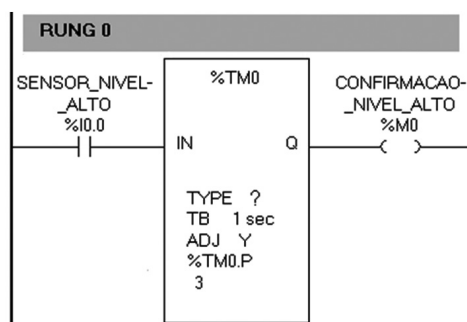 RUNG 0
SENSOR_NIVEL-
_ALTO
%I0.0
%TM0
IN
Q
TYPE ?
TB 1 sec
ADJ Y
%TM0.P
3
CONFIRMACAO-
_NIVEL_ALTO
%M0